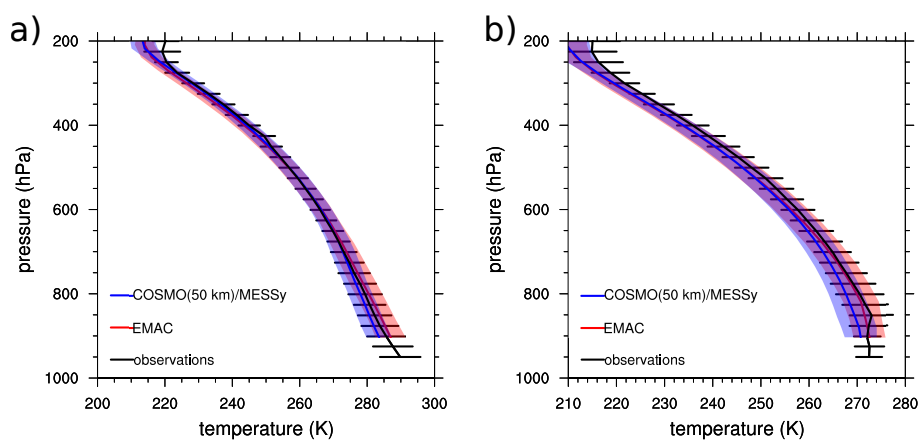 a)
200
400
600
800
1000
pressure (hPa)
COSMO(50 km)/MESSy
EMAC
observations
200 220 240 260 280 300
temperature (K)
b)
200
400
600
800
1000
pressure (hPa)
COSMO(50 km)/MESSy
EMAC
observations
210 220 230 240 250 260 270 280
temperature (K)